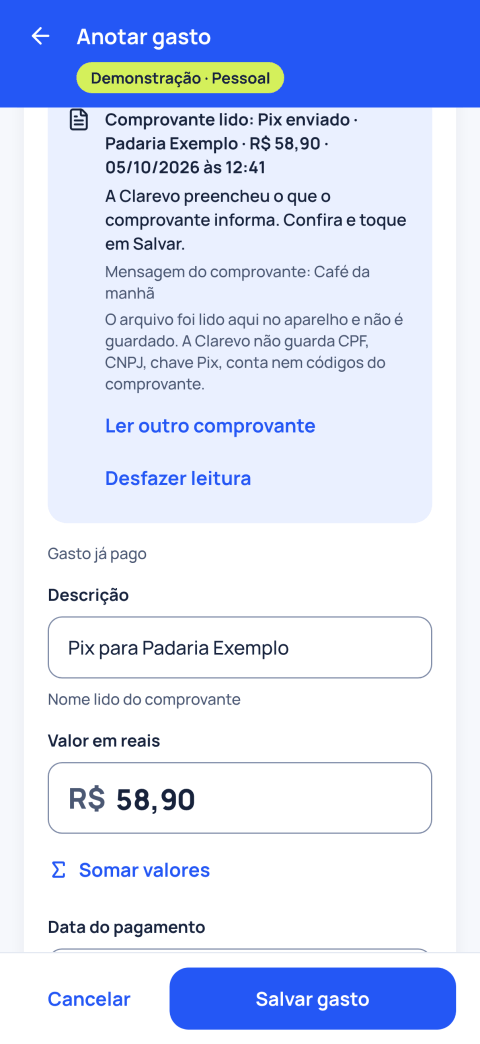 Anotar gasto
Demonstração · Pessoal
Comprovante lido: Pix enviado ·
Padaria Exemplo · R$ 58,90 ·
05/10/2026 às 12:41
A Clarevo preencheu o que o
comprovante informa. Confira e toque
em Salvar.
Mensagem do comprovante: Café da
manhã
O arquivo foi lido aqui no aparelho e não é
guardado. A Clarevo não guarda CPF,
CNPJ, chave Pix, conta nem códigos do
comprovante.
Ler outro comprovante
Desfazer leitura
Gasto já pago
Descrição
Pix para Padaria Exemplo
Nome lido do comprovante
Valor em reais
R$ 58,90
Σ Somar valores
Data do pagamento
Cancelar
Salvar gasto